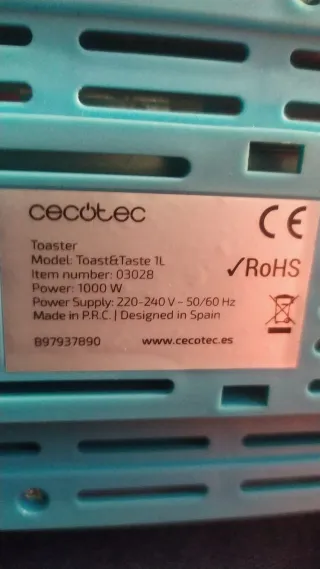 cecotec
CE
Toaster
Model: Toast&Taste 1L
Item number: 03028
✓RoHS
Power: 1000 W
Power Supply: 220-240 V ~ 50/60 Hz
Made in P.R.C. | Designed in Spain
B97937890 www.cecotec.es